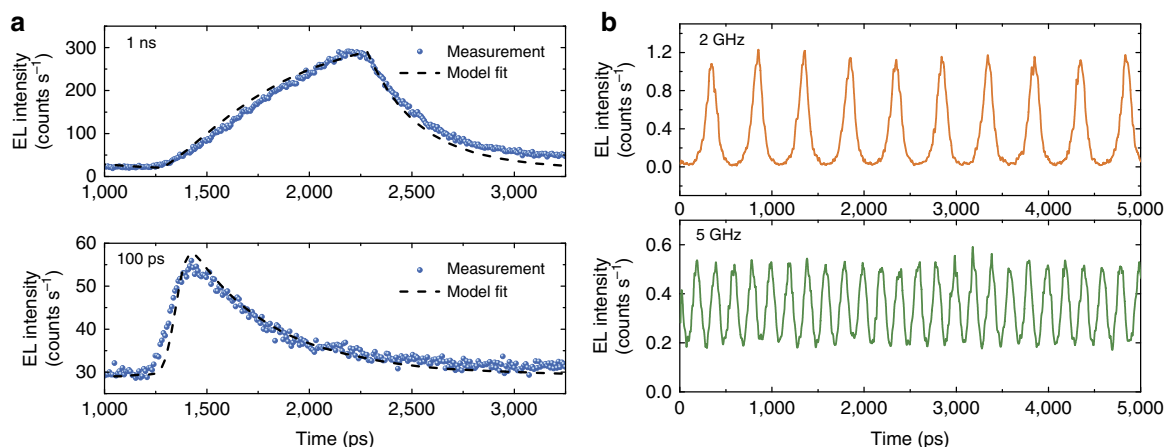 a
1 ns
Measurement
Model fit
EL intensity
(counts s⁻¹)
300
200
100
0
1,000 1,500 2,000 2,500 3,000
100 ps
Measurement
Model fit
EL intensity
(counts s⁻¹)
60
50
40
30
1,000 1,500 2,000 2,500 3,000
Time (ps)
b
2 GHz
EL intensity
(counts s⁻¹)
1.2
0.8
0.4
0.0
0 1,000 2,000 3,000 4,000 5,000
5 GHz
EL intensity
(counts s⁻¹)
0.6
0.4
0.2
0.0
0 1,000 2,000 3,000 4,000 5,000
Time (ps)